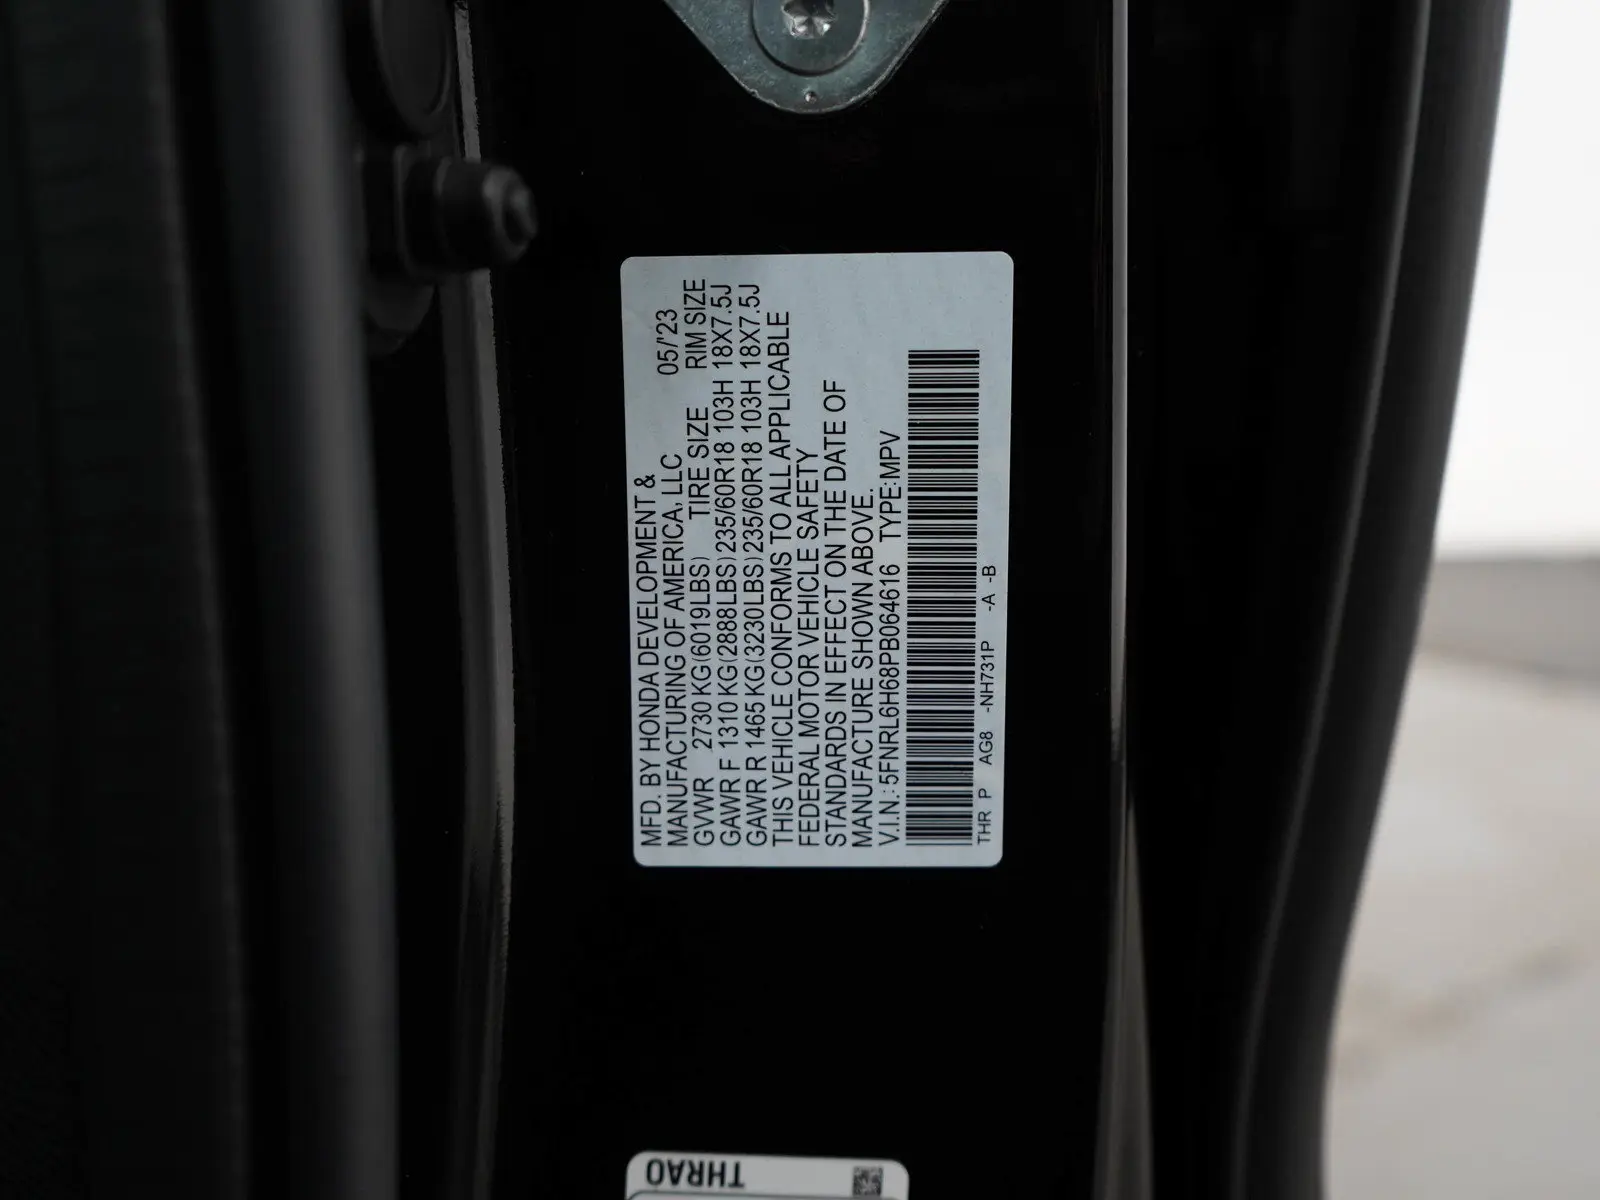 MFD. BY HONDA DEVELOPMENT &
MANUFACTURING OF AMERICA, LLC 05/'23
GVWR 2730 KG(6019LBS) TIRE SIZE RIM SIZE
GAWR F 1310 KG(2888LBS) 235/60R18 103H 18X7.5J
GAWR R 1465 KG(3230LBS) 235/60R18 103H 18X7.5J
THIS VEHICLE CONFORMS TO ALL APPLICABLE
FEDERAL MOTOR VEHICLE SAFETY
STANDARDS IN EFFECT ON THE DATE OF
MANUFACTURE SHOWN ABOVE.
V.I.N.: 5FNRL6H68PB064616 TYPE:MPV
THR P AG8 -NH731P -A -B
THRA0